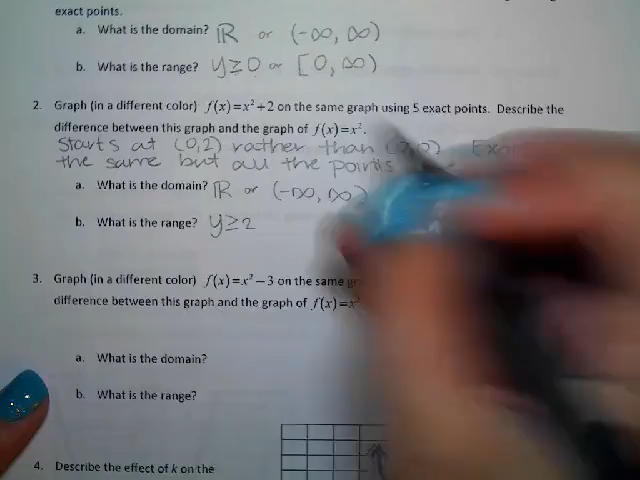 exact points.
a. What is the domain? ℝ or (-∞, ∞)
b. What is the range? y≥0 or [0, ∞)
2. Graph (in a different color) f(x)=x²+2 on the same graph using 5 exact points. Describe the
difference between this graph and the graph of f(x)=x².
Starts at (0,2) rather than
the same but all the points
a. What is the domain? ℝ or (-∞, ∞)
b. What is the range? y≥2
3. Graph (in a different color) f(x)=x²-3 on the same
difference between this graph and the graph of f(x)=x²
a. What is the domain?
b. What is the range?
4. Describe the effect of k on the